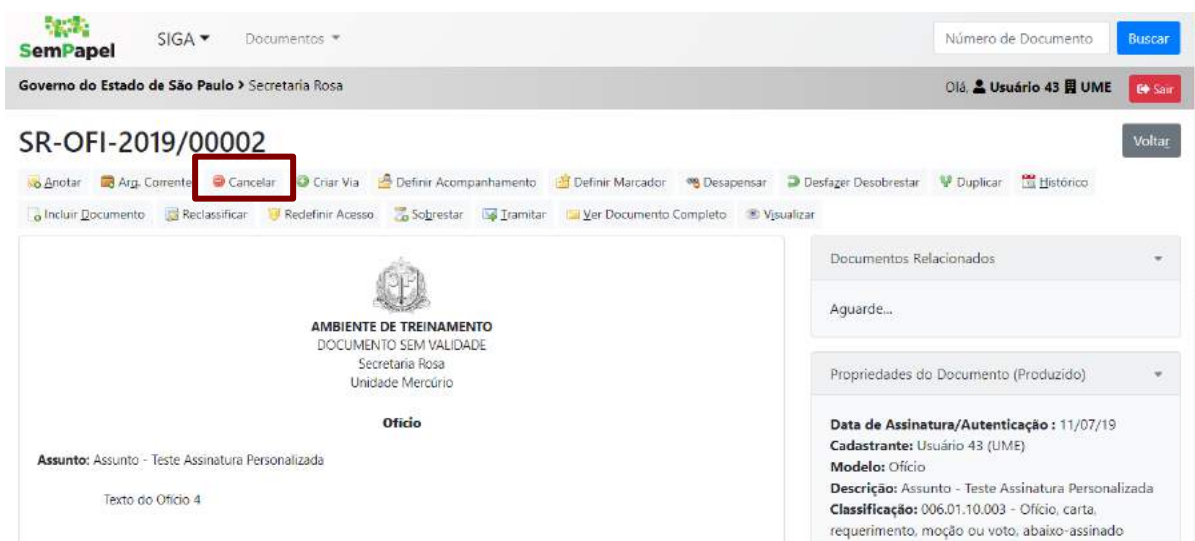 SemPapel
SIGA
Documentos
Número de Documento
Buscar
Governo do Estado de São Paulo > Secretaria Rosa
Olá, Usuário 43 UME
Sair
SR-OFI-2019/00002
Voltar
Anotar Arq. Corrente Cancelar Criar Via Definir Acompanhamento Definir Marcador Desapensar Desfazer Desobrestar Duplicar Histórico
Incluir Documento Reclassificar Redefinir Acesso Sobrestar Tramitar Ver Documento Completo Visualizar
AMBIENTE DE TREINAMENTO
DOCUMENTO SEM VALIDADE
Secretaria Rosa
Unidade Mercúrio
Ofício
Assunto: Assunto - Teste Assinatura Personalizada
Texto do Oficio 4
Documentos Relacionados
Aguarde...
Propriedades do Documento (Produzido)
Data de Assinatura/Autenticação : 11/07/19
Cadastrante: Usuário 43 (UME)
Modelo: Ofício
Descrição: Assunto - Teste Assinatura Personalizada
Classificação: 006.01.10.003 - Ofício, carta,
requerimento, moção ou voto, abaixo-assinado